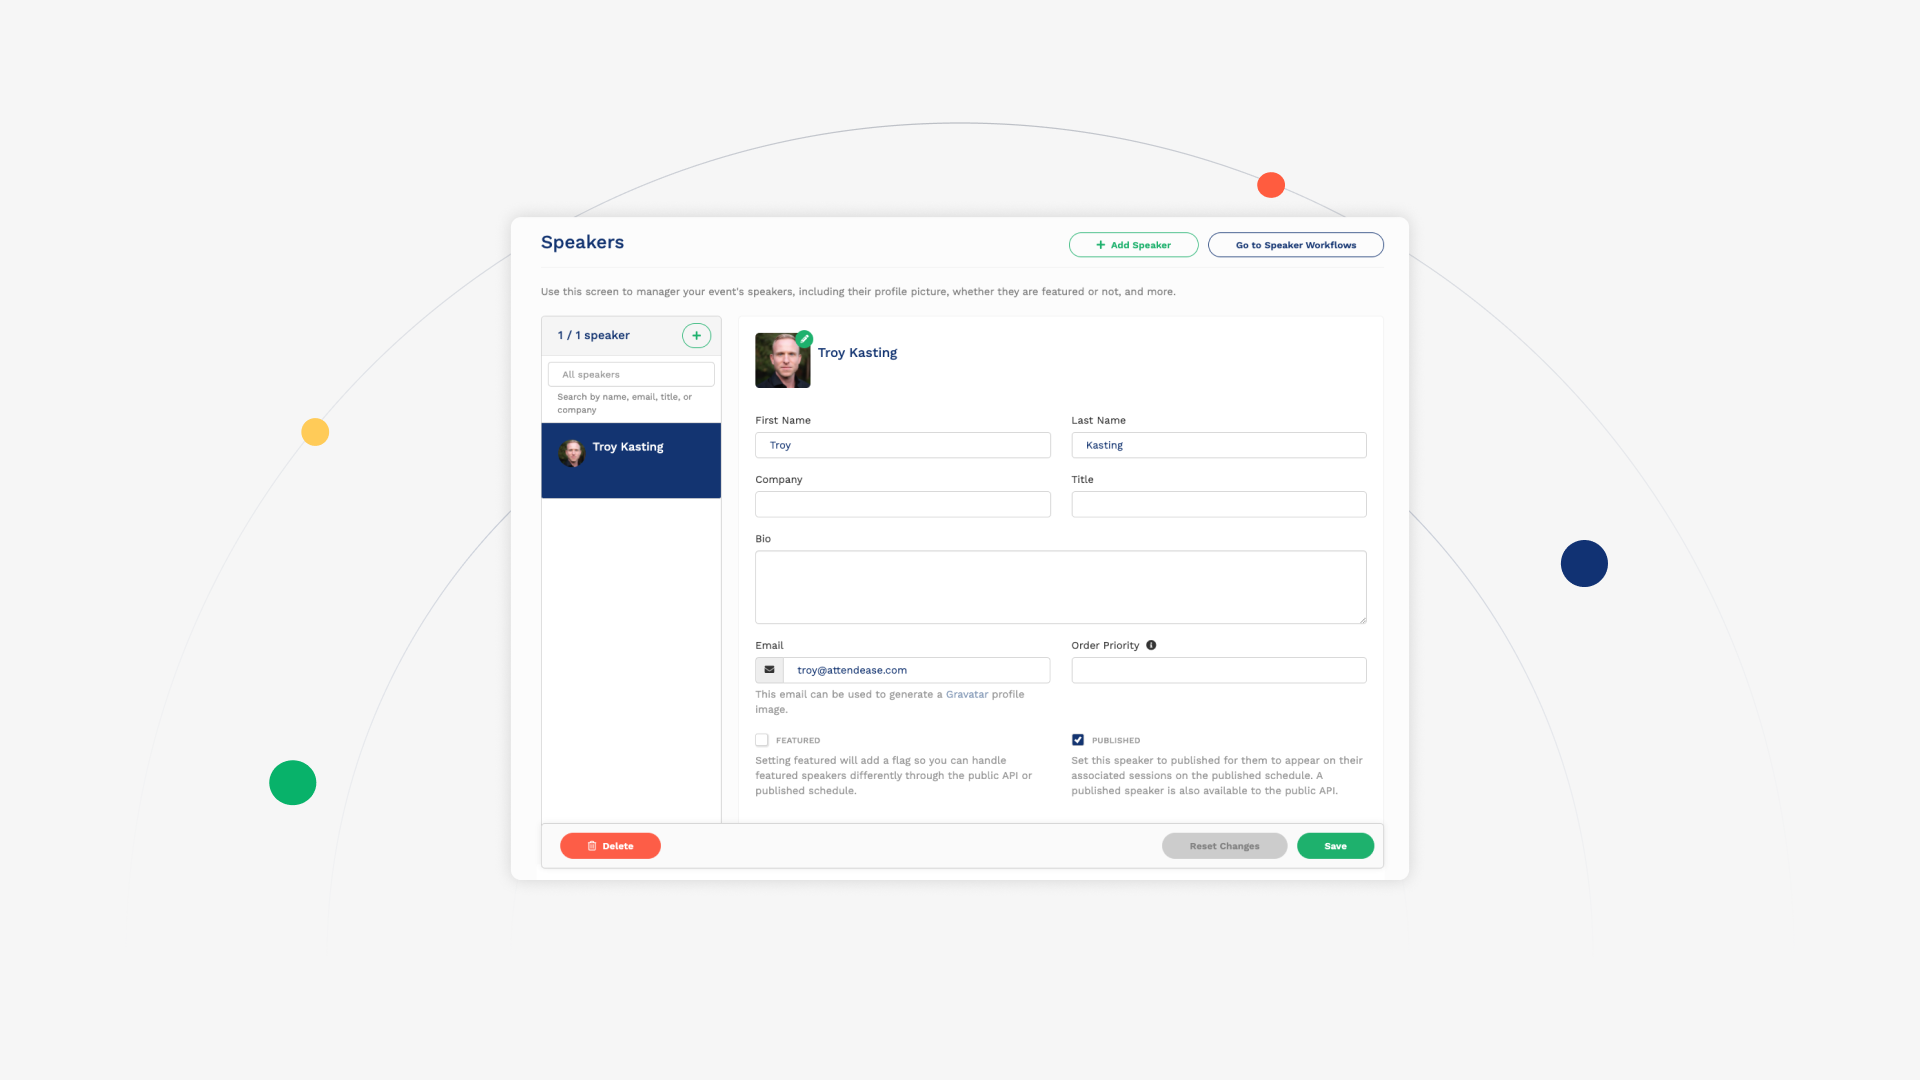 Speakers
+ Add Speaker
Go to Speaker Workflows
Use this screen to manager your event's speakers, including their profile picture, whether they are featured or not, and more.
1 / 1 speaker
+
All speakers
Search by name, email, title, or
company
Troy Kasting
Troy Kasting
First Name
Last Name
Troy
Kasting
Company
Title
Bio
Email
Order Priority
troy@attendease.com
This email can be used to generate a Gravatar profile
image.
FEATURED
Setting featured will add a flag so you can handle
featured speakers differently through the public API or
published schedule.
PUBLISHED
Set this speaker to published for them to appear on their
associated sessions on the published schedule. A
published speaker is also available to the public API.
Delete
Reset Changes
Save